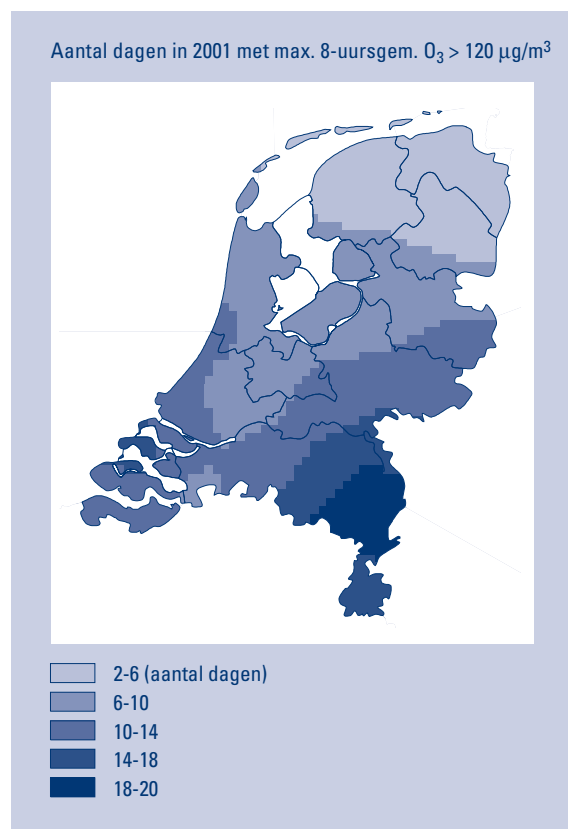 Aantal dagen in 2001 met max. 8-uursgem. O₃ > 120 µg/m³
2-6 (aantal dagen)
6-10
10-14
14-18
18-20